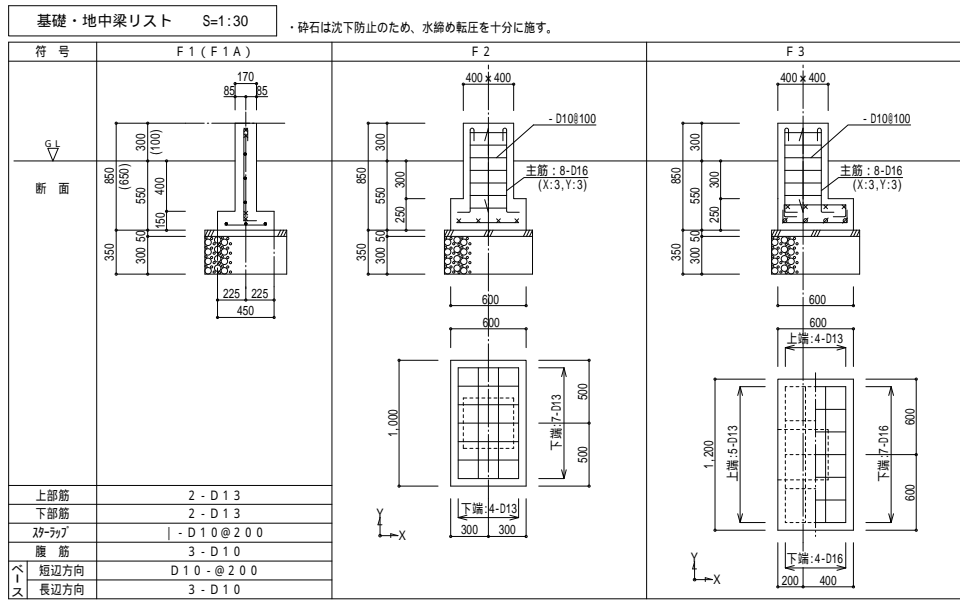 基礎・地中梁リスト S=1:30
・砕石は沈下防止のため、水締め転圧を十分に施す。
符 号
F1(F1A)
F2
F3
断 面
GL
170
85 85
850
(650)
300
(100)
550
400
150
350
50
300
225 225
450
400 x 400
- D10@100
主筋：8-D16
(X:3,Y:3)
850
300
550
300
250
350
50
300
600
600
1,000
下端:7-D13
500
500
下端:4-D13
300 300
Y
X
400 x 400
- D10@100
主筋：8-D16
(X:3,Y:3)
850
300
550
300
250
350
50
300
600
600
上端:4-D13
1,200
上端:5-D13
下端:7-D16
600
600
下端:4-D16
200 400
Y
X
上部筋 2-D13
下部筋 2-D13
スターラップ |-D10@200
腹 筋 3-D10
ベース
短辺方向 D10-@200
長辺方向 3-D10